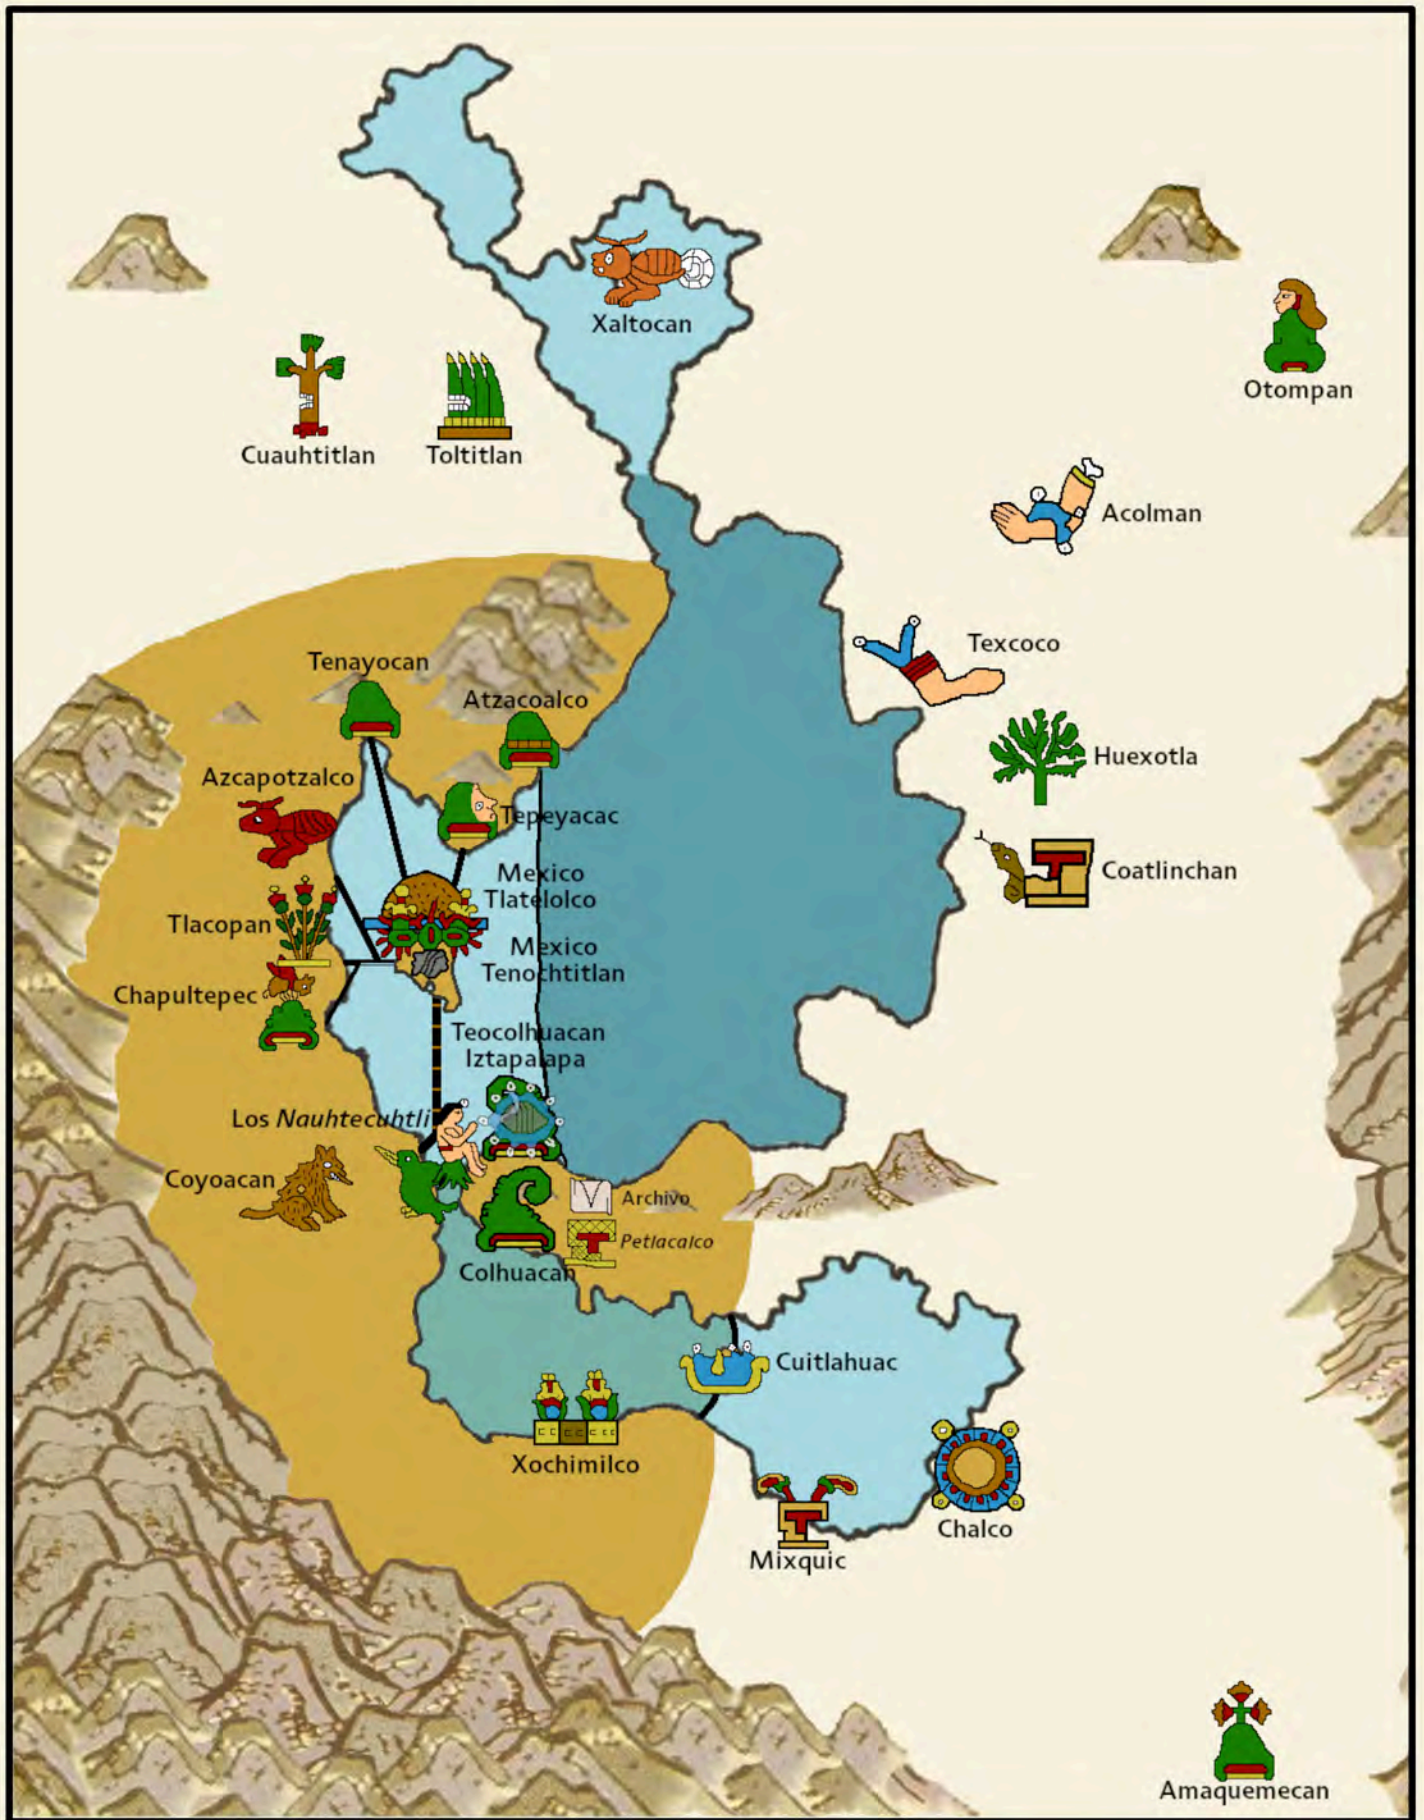 Xaltocan
Otompan
Cuauhtitlan
Toltitlan
Acolman
Texcoco
Tenayocan
Atzacoalco
Huexotla
Azcapotzalco
Tepeyacac
Mexico
Tlatelolco
Coatlinchan
Tlacopan
Mexico
Tenochtitlan
Chapultepec
Teocolhuacan
Iztapalapa
Los Nauhtecuhtli
Coyoacan
Archivo
Petlacalco
Colhuacan
Cuitlahuac
Xochimilco
Chalco
Mixquic
Amaquemecan